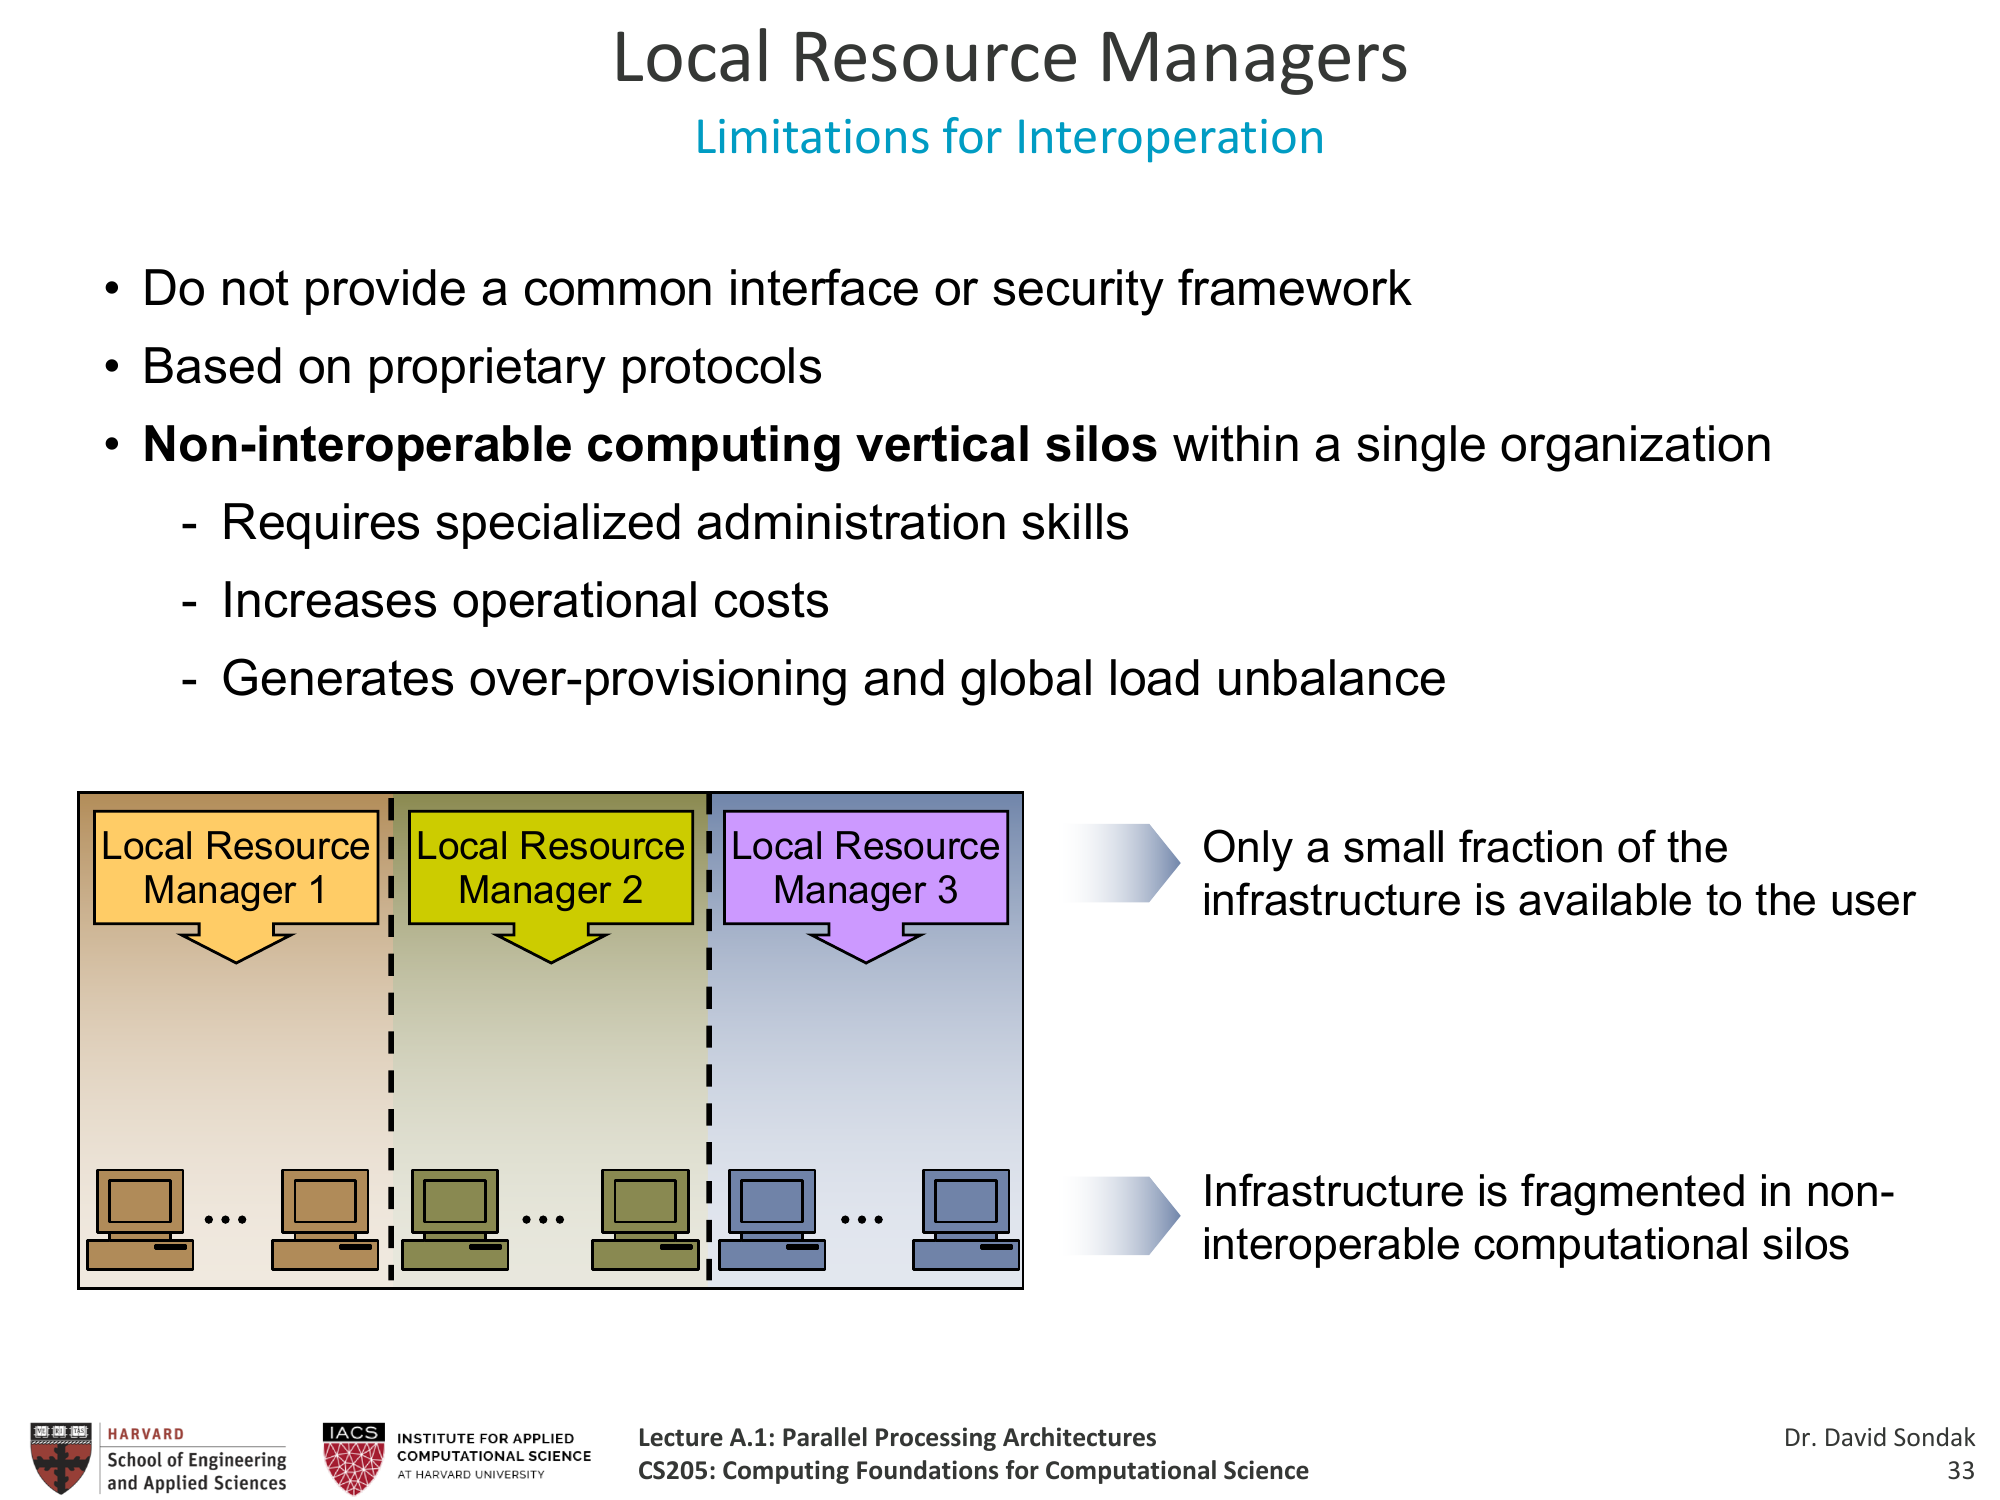 Local Resource Managers
Limitations for Interoperation
• Do not provide a common interface or security framework
• Based on proprietary protocols
• Non-interoperable computing vertical silos within a single organization
- Requires specialized administration skills
- Increases operational costs
- Generates over-provisioning and global load unbalance
Local Resource
Manager 1
Local Resource
Manager 2
Local Resource
Manager 3
Only a small fraction of the
infrastructure is available to the user
Infrastructure is fragmented in non-
interoperable computational silos
HARVARD
School of Engineering
and Applied Sciences
IACS
INSTITUTE FOR APPLIED
COMPUTATIONAL SCIENCE
AT HARVARD UNIVERSITY
Lecture A.1: Parallel Processing Architectures
CS205: Computing Foundations for Computational Science
Dr. David Sondak
33